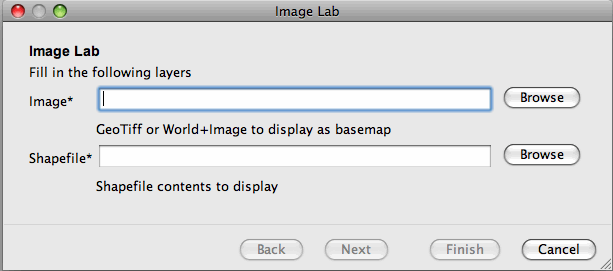 Image Lab
Image Lab
Fill in the following layers
Image* Browse
GeoTiff or World+Image to display as basemap
Shapefile* Browse
Shapefile contents to display
Back Next Finish Cancel